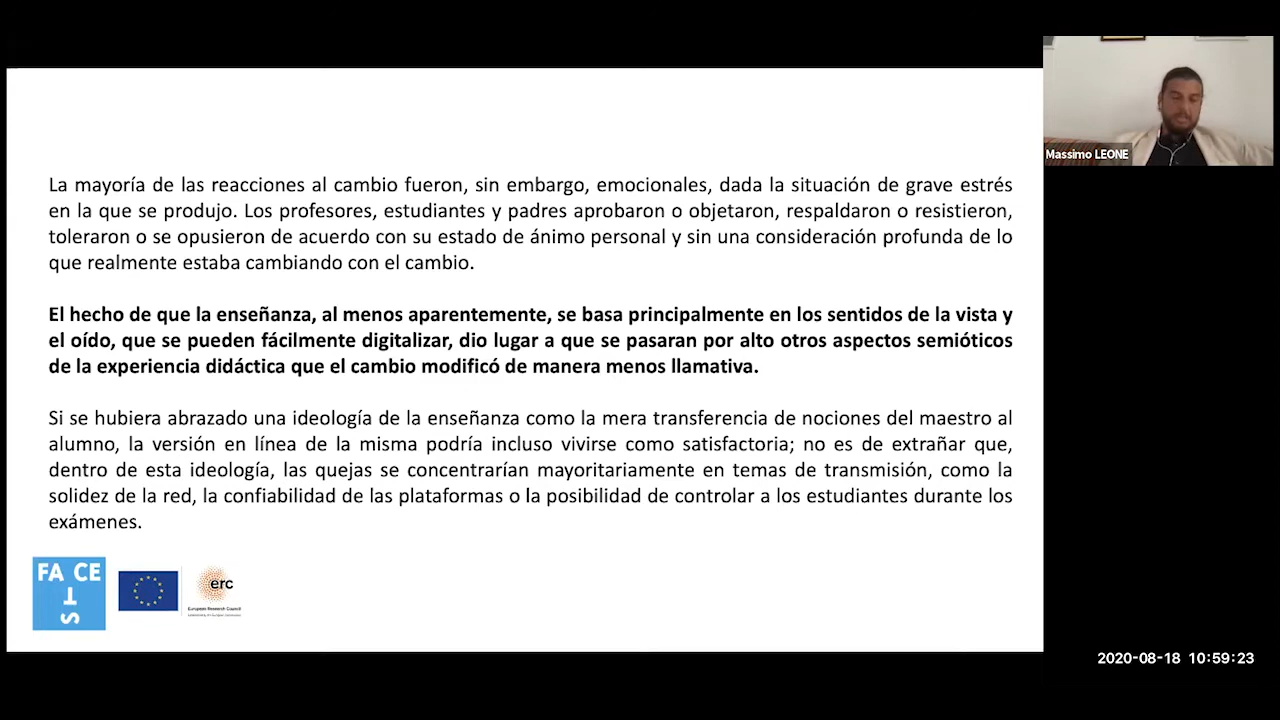 La mayoría de las reacciones al cambio fueron, sin embargo, emocionales, dada la situación de grave estrés
en la que se produjo. Los profesores, estudiantes y padres aprobaron o objetaron, respaldaron o resistieron,
toleraron o se opusieron de acuerdo con su estado de ánimo personal y sin una consideración profunda de lo
que realmente estaba cambiando con el cambio.
El hecho de que la enseñanza, al menos aparentemente, se basa principalmente en los sentidos de la vista y
el oído, que se pueden fácilmente digitalizar, dio lugar a que se pasaran por alto otros aspectos semióticos
de la experiencia didáctica que el cambio modificó de manera menos llamativa.
Si se hubiera abrazado una ideología de la enseñanza como la mera transferencia de nociones del maestro al
alumno, la versión en línea de la misma podría incluso vivirse como satisfactoria; no es de extrañar que,
dentro de esta ideología, las quejas se concentrarían mayoritariamente en temas de transmisión, como la
solidez de la red, la confiabilidad de las plataformas o la posibilidad de controlar a los estudiantes durante los
exámenes.
FA CE
T
S
erc
European Research Council
Massimo LEONE
2020-08-18 10:59:23